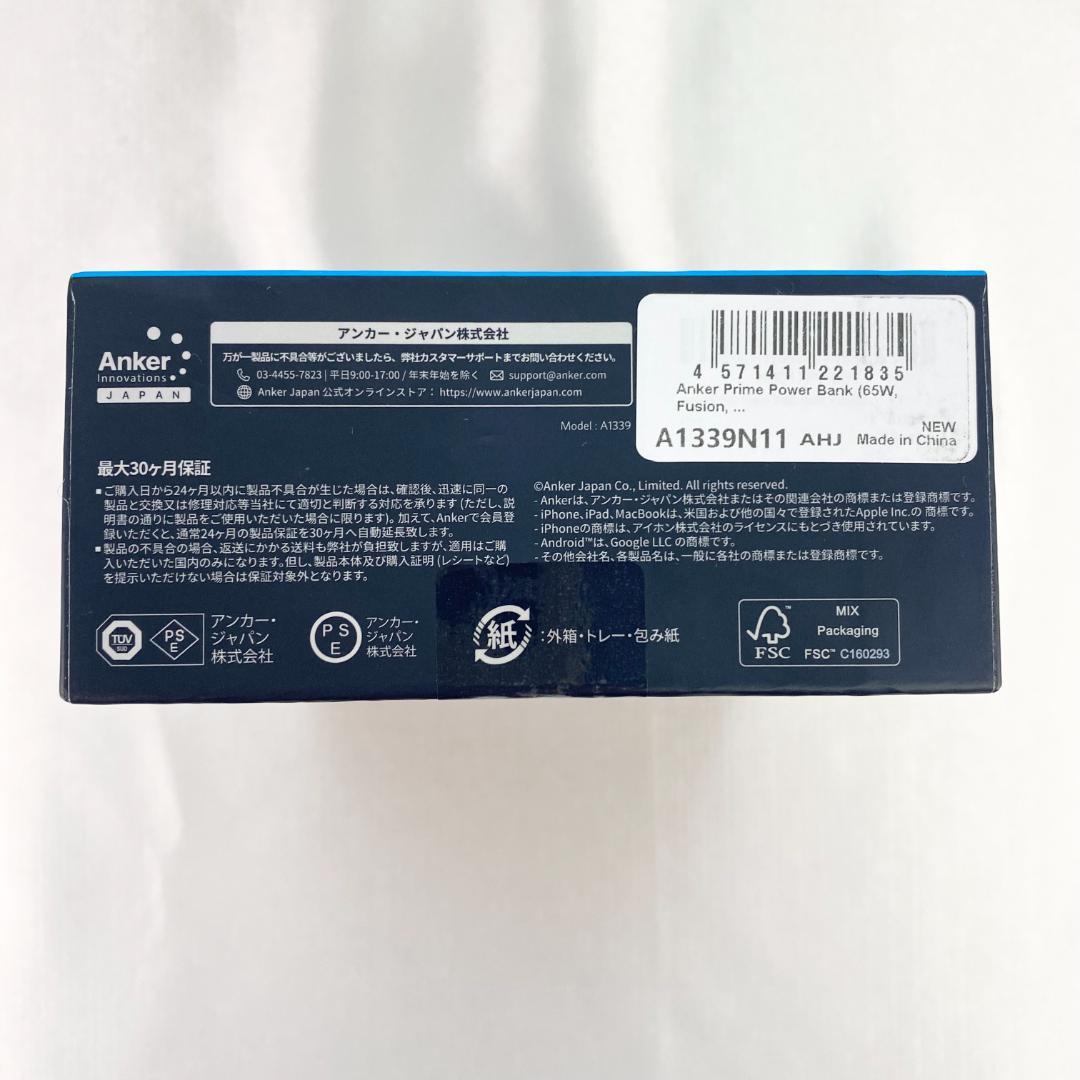 Anker
Innovations
JAPAN
アンカー・ジャパン株式会社
万が一製品に不具合等がございましたら、弊社カスタマーサポートまでお問い合わせください。
03-4455-7823 | 平日9:00-17:00 / 年末年始を除く support@anker.com
Anker Japan 公式オンラインストア： https://www.ankerjapan.com
Model : A1339
4 571411 221835
Anker Prime Power Bank (65W,
Fusion, ...
NEW
A1339N11 AHJ Made in China
最大30ヶ月保証
■ご購入日から24ヶ月以内に製品不具合が生じた場合は、確認後、迅速に同一の
製品と交換又は修理対応等当社にて適切と判断する対応を承ります (ただし、説
明書の通りに製品をご使用いただいた場合に限ります)。加えて、Ankerで会員登
録いただくと、通常24ヶ月の製品保証を30ヶ月へ自動延長致します。
■製品の不具合の場合、返送にかかる送料も弊社が負担致しますが、適用はご購
入いただいた国内のみになります。但し、製品本体及び購入証明 (レシートなど)
を提示いただけない場合は保証対象外となります。
©Anker Japan Co., Limited. All rights reserved.
- Ankerは、アンカー・ジャパン株式会社またはその関連会社の商標または登録商標です。
- iPhone、iPad、MacBookは、米国および他の国々で登録されたApple Inc.の 商標です。
- iPhoneの商標は、アイホン株式会社のライセンスにもとづき使用されています。
- Android™は、Google LLC の商標です。
- その他会社名、各製品名は、一般に各社の商標または登録商標です。
TÜV
SÜD
PS
E
アンカー・
ジャパン
株式会社
PS
E
アンカー・
ジャパン
株式会社
紙
：外箱・トレー・包み紙
FSC
MIX
Packaging
FSC™ C160293